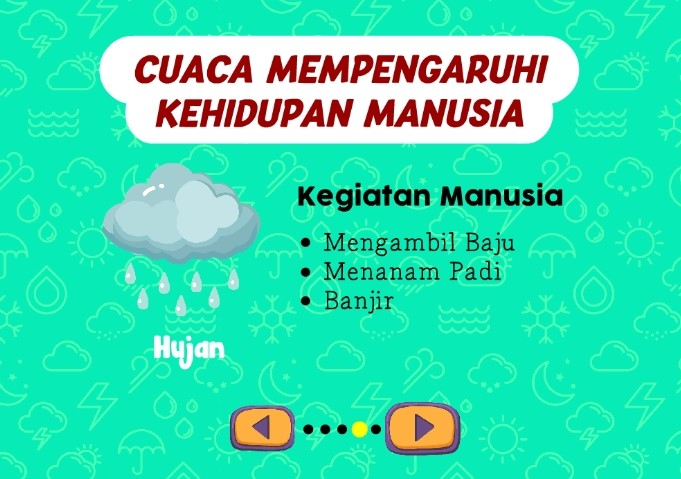 CUACA MEMPENGARUHI
KEHIDUPAN MANUSIA
Kegiatan Manusia
• Mengambil Baju
• Menanam Padi
• Banjir
Hujan